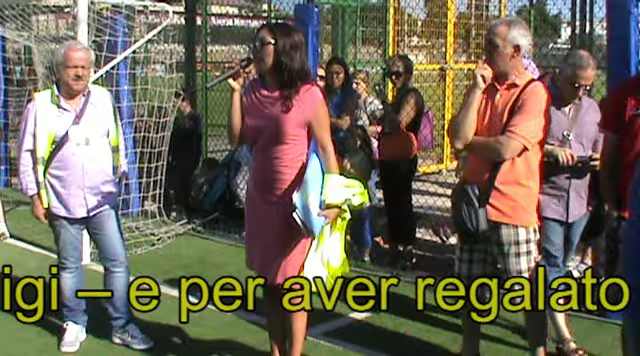 igi – e per aver regalato